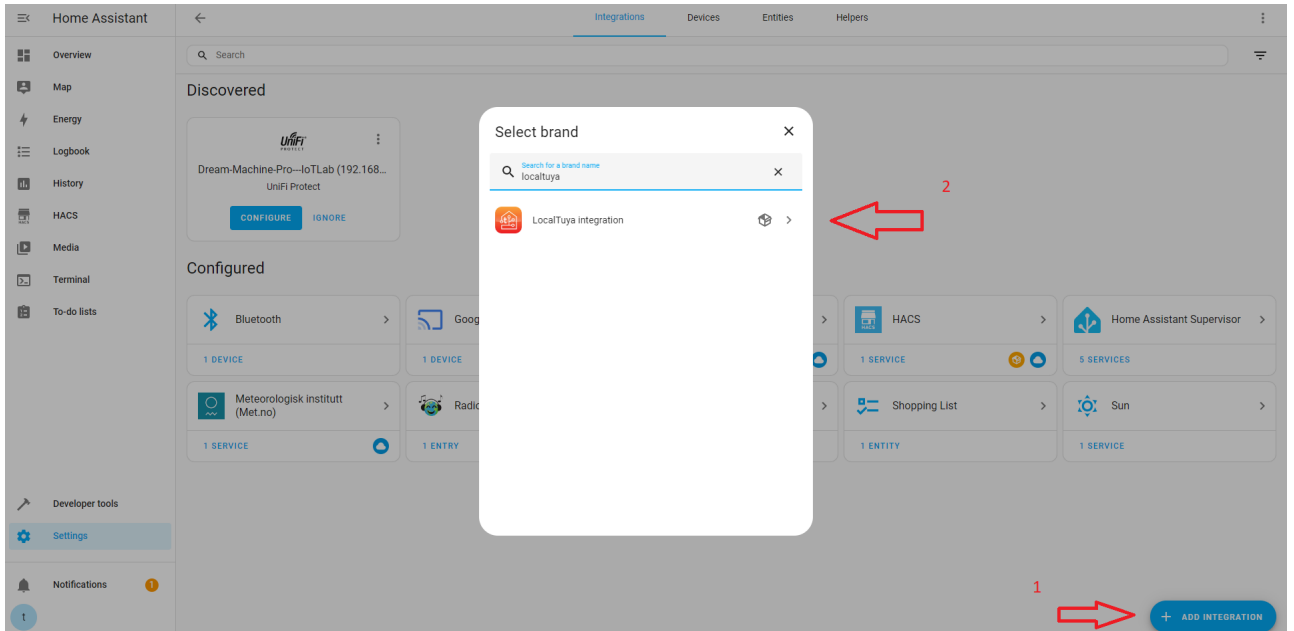 Home Assistant
Integrations
Devices
Entities
Helpers
Overview
Map
Energy
Logbook
History
HACS
Media
Terminal
To-do lists
Developer tools
Settings
Notifications
1
t
Search
Discovered
UniFi
PROTECT
Dream-Machine-Pro---IoTLab (192.168...
UniFi Protect
CONFIGURE
IGNORE
Configured
Bluetooth
1 DEVICE
Goog
1 DEVICE
HACS
HACS
1 SERVICE
Home Assistant Supervisor
5 SERVICES
Meteorologisk institutt
(Met.no)
1 SERVICE
Radio
1 ENTRY
Shopping List
1 ENTITY
Sun
1 SERVICE
Select brand
Search for a brand name
localtuya
LocalTuya integration
2
1
ADD INTEGRATION